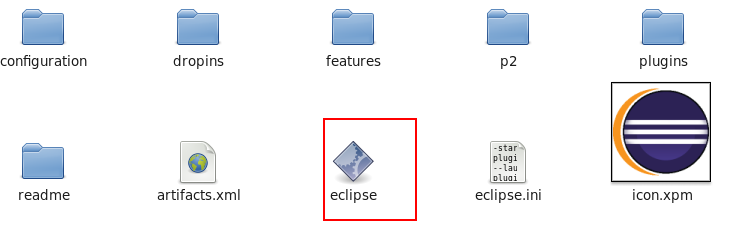 configuration
dropins
features
p2
plugins
-star
plugi
--lau
plugi
readme
artifacts.xml
eclipse
eclipse.ini
icon.xpm